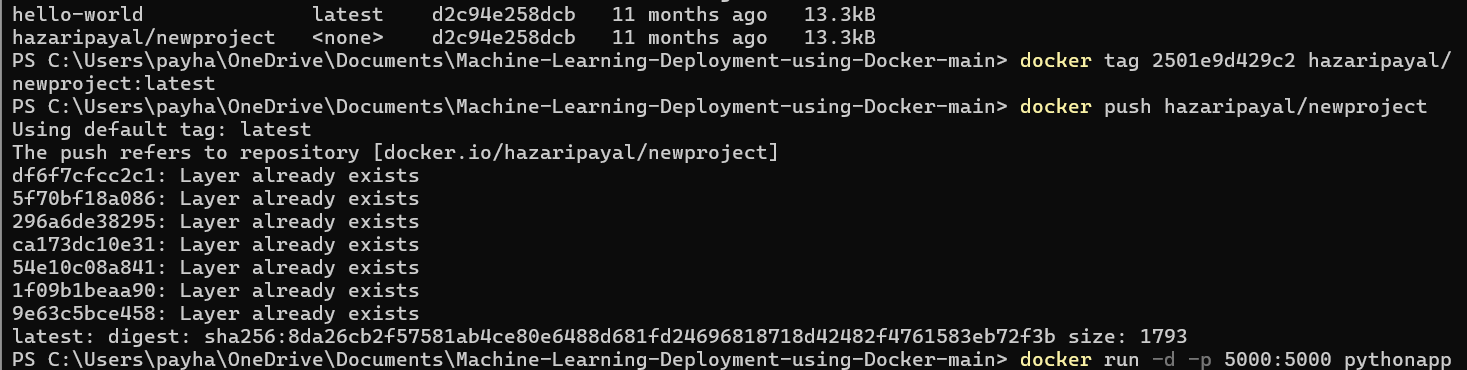 hello-world              latest    d2c94e258dcb   11 months ago   13.3kB
hazaripayal/newproject   <none>    d2c94e258dcb   11 months ago   13.3kB
PS C:\Users\payha\OneDrive\Documents\Machine-Learning-Deployment-using-Docker-main> docker tag 2501e9d429c2 hazaripayal/
newproject:latest
PS C:\Users\payha\OneDrive\Documents\Machine-Learning-Deployment-using-Docker-main> docker push hazaripayal/newproject
Using default tag: latest
The push refers to repository [docker.io/hazaripayal/newproject]
df6f7cfcc2c1: Layer already exists
5f70bf18a086: Layer already exists
296a6de38295: Layer already exists
ca173dc10e31: Layer already exists
54e10c08a841: Layer already exists
1f09b1beaa90: Layer already exists
9e63c5bce458: Layer already exists
latest: digest: sha256:8da26cb2f57581ab4ce80e6488d681fd24696818718d42482f4761583eb72f3b size: 1793
PS C:\Users\payha\OneDrive\Documents\Machine-Learning-Deployment-using-Docker-main> docker run -d -p 5000:5000 pythonapp